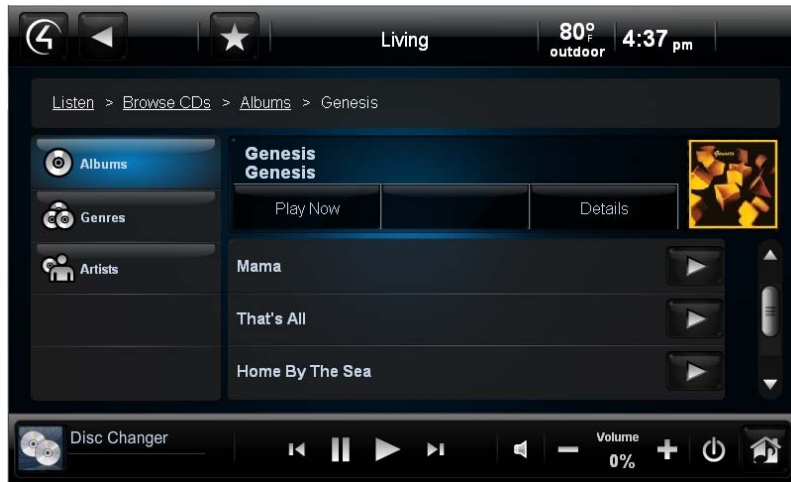 Living
80°F
outdoor
4:37 pm
Listen > Browse CDs > Albums > Genesis
Albums
Genres
Artists
Genesis
Genesis
Play Now
Details
Genesis
Mama
That's All
Home By The Sea
Disc Changer
Volume
0%